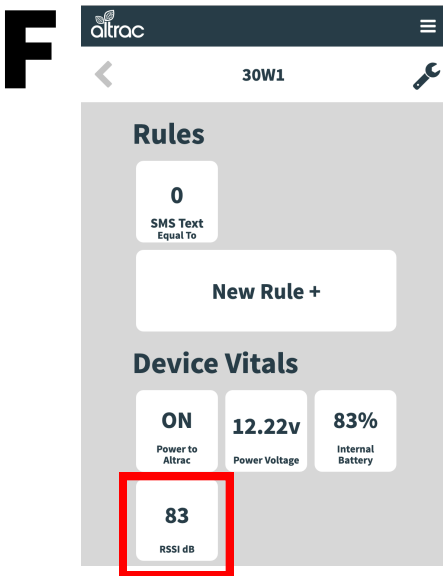 F
altrac
30W1
Rules
0
SMS Text
Equal To
New Rule +
Device Vitals
ON
Power to
Altrac
12.22v
Power Voltage
83%
Internal
Battery
83
RSSI dB